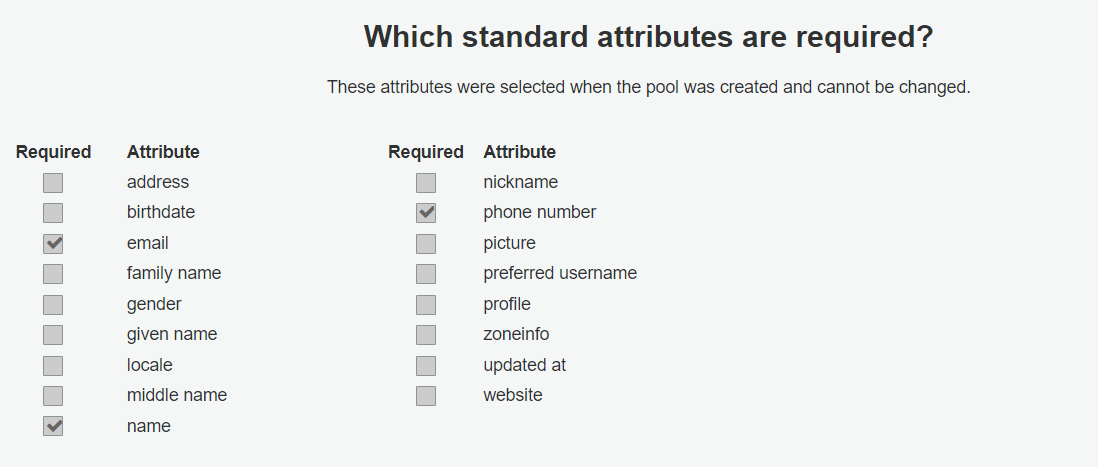 Which standard attributes are required?
These attributes were selected when the pool was created and cannot be changed.
Required Attribute
address
birthdate
email
family name
gender
given name
locale
middle name
name
Required Attribute
nickname
phone number
picture
preferred username
profile
zoneinfo
updated at
website